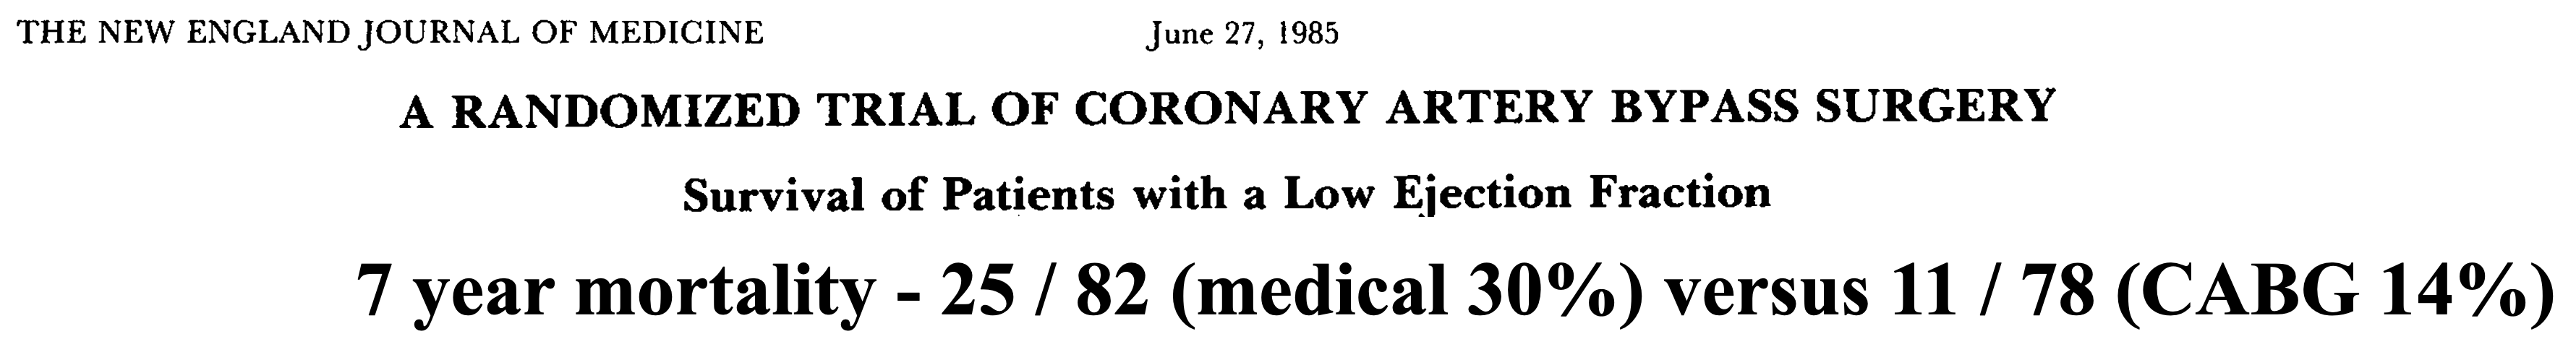 THE NEW ENGLAND JOURNAL OF MEDICINE June 27, 1985
A RANDOMIZED TRIAL OF CORONARY ARTERY BYPASS SURGERY
Survival of Patients with a Low Ejection Fraction
7 year mortality - 25 / 82 (medical 30%) versus 11 / 78 (CABG 14%)